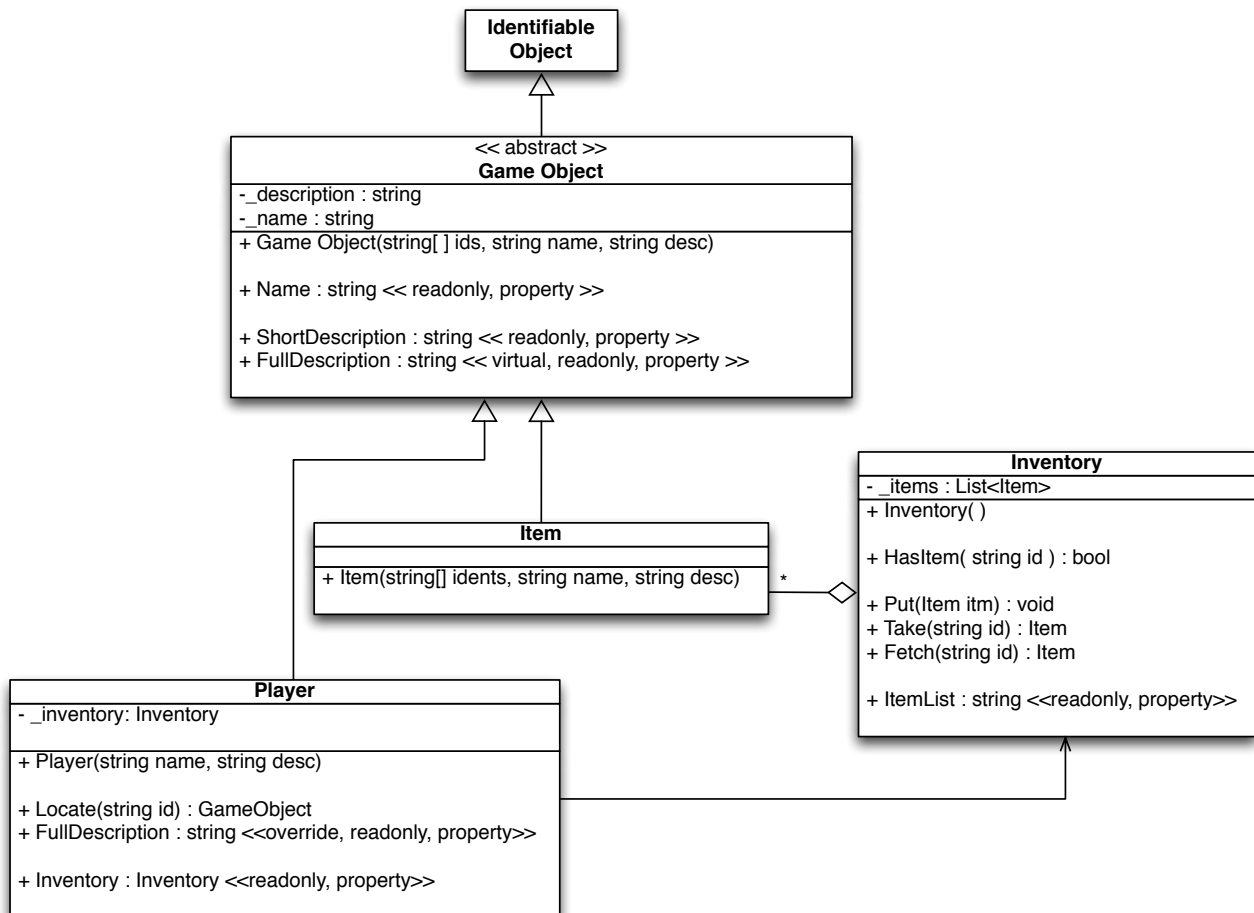 Identifiable
Object
<< abstract >>
Game Object
-_description : string
-_name : string
+ Game Object(string[ ] ids, string name, string desc)
+ Name : string << readonly, property >>
+ ShortDescription : string << readonly, property >>
+ FullDescription : string << virtual, readonly, property >>
Inventory
- _items : List<Item>
+ Inventory( )
+ HasItem( string id ) : bool
+ Put(Item itm) : void
+ Take(string id) : Item
+ Fetch(string id) : Item
+ ItemList : string <<readonly, property>>
Item
+ Item(string[] idents, string name, string desc)
*
Player
- _inventory: Inventory
+ Player(string name, string desc)
+ Locate(string id) : GameObject
+ FullDescription : string <<override, readonly, property>>
+ Inventory : Inventory <<readonly, property>>